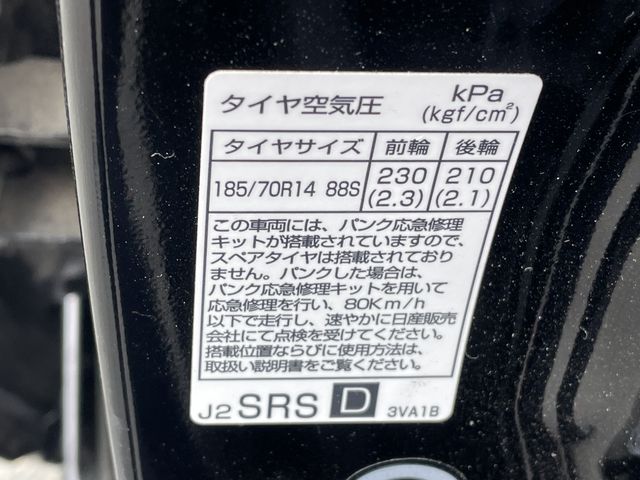 タイヤ空気圧 kPa
(kgf/cm²)
タイヤサイズ 前輪 後輪
185/70R14 88S 230 210
(2.3) (2.1)
この車両には、パンク応急修理
キットが搭載されていますので、
スペアタイヤは搭載されており
ません。パンクした場合は、
パンク応急修理キットを用いて
応急修理を行い、80Km/h
以下で走行し、速やかに日産販売
会社にて点検を受けてください。
搭載位置ならびに使用方法は、
取扱い説明書をご覧ください。
J2 SRS D 3VA1B